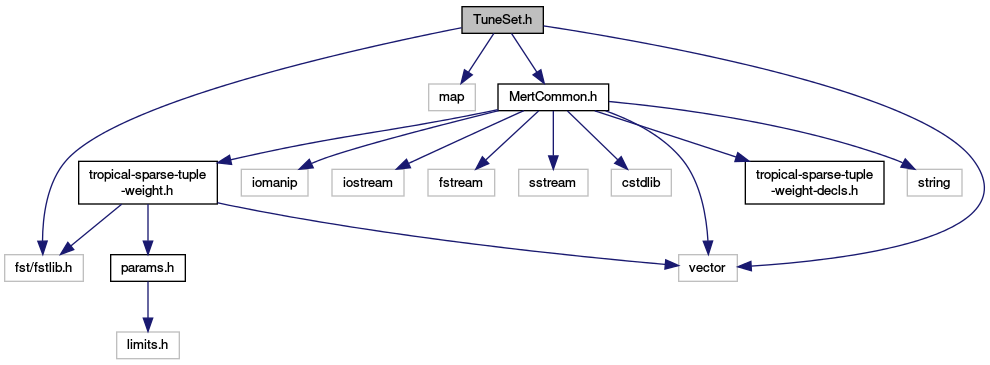 TuneSet.h
map
MertCommon.h
tropical-sparse-tuple
-weight.h
iomanip
iostream
fstream
sstream
cstdlib
tropical-sparse-tuple
-weight-decls.h
string
fst/fstlib.h
params.h
vector
limits.h